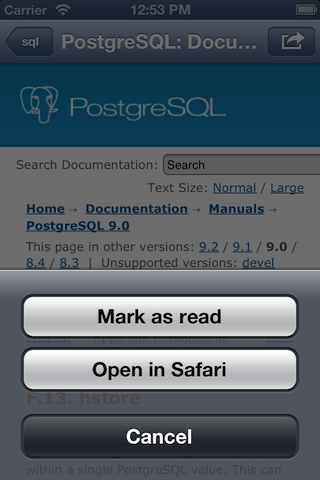 Carrier 12:53 PM
sql PostgreSQL: Docu...
PostgreSQL
Search Documentation: Search
Text Size: Normal / Large
Home → Documentation → Manuals →
PostgreSQL 9.0
This page in other versions: 9.2 / 9.1 / 9.0 /
8.4 / 8.3 | Unsupported versions: devel
Mark as read
Open in Safari
F.13. hstore
Cancel
within a single PostgreSQL value. This can